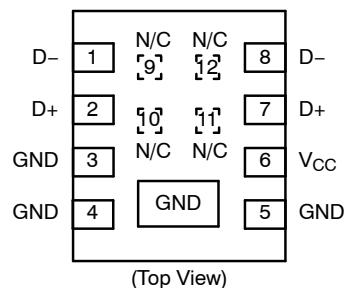 N/C N/C
D− 1 9 12 8 D−
D+ 2 10 11 7 D+
GND 3 N/C N/C 6 VCC
GND 4 GND 5 GND
(Top View)